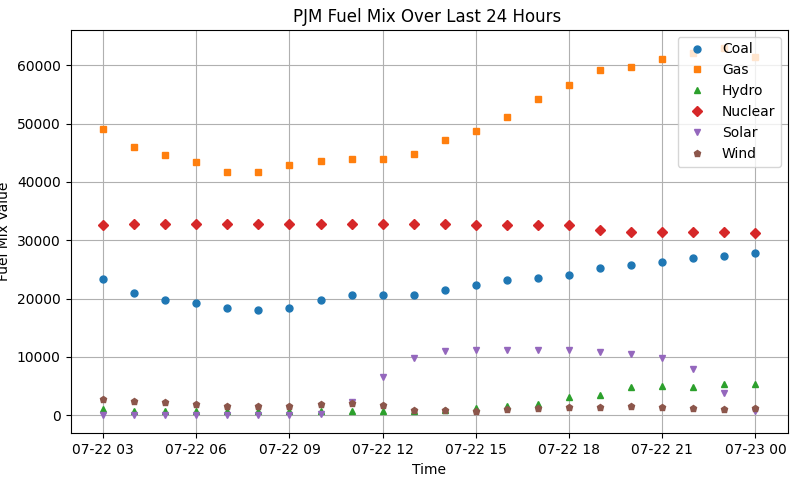 PJM Fuel Mix Over Last 24 Hours
Fuel Mix Value
60000
50000
40000
30000
20000
10000
0
Coal
Gas
Hydro
Nuclear
Solar
Wind
07-22 03 07-22 06 07-22 09 07-22 12 07-22 15 07-22 18 07-22 21 07-23 00
Time